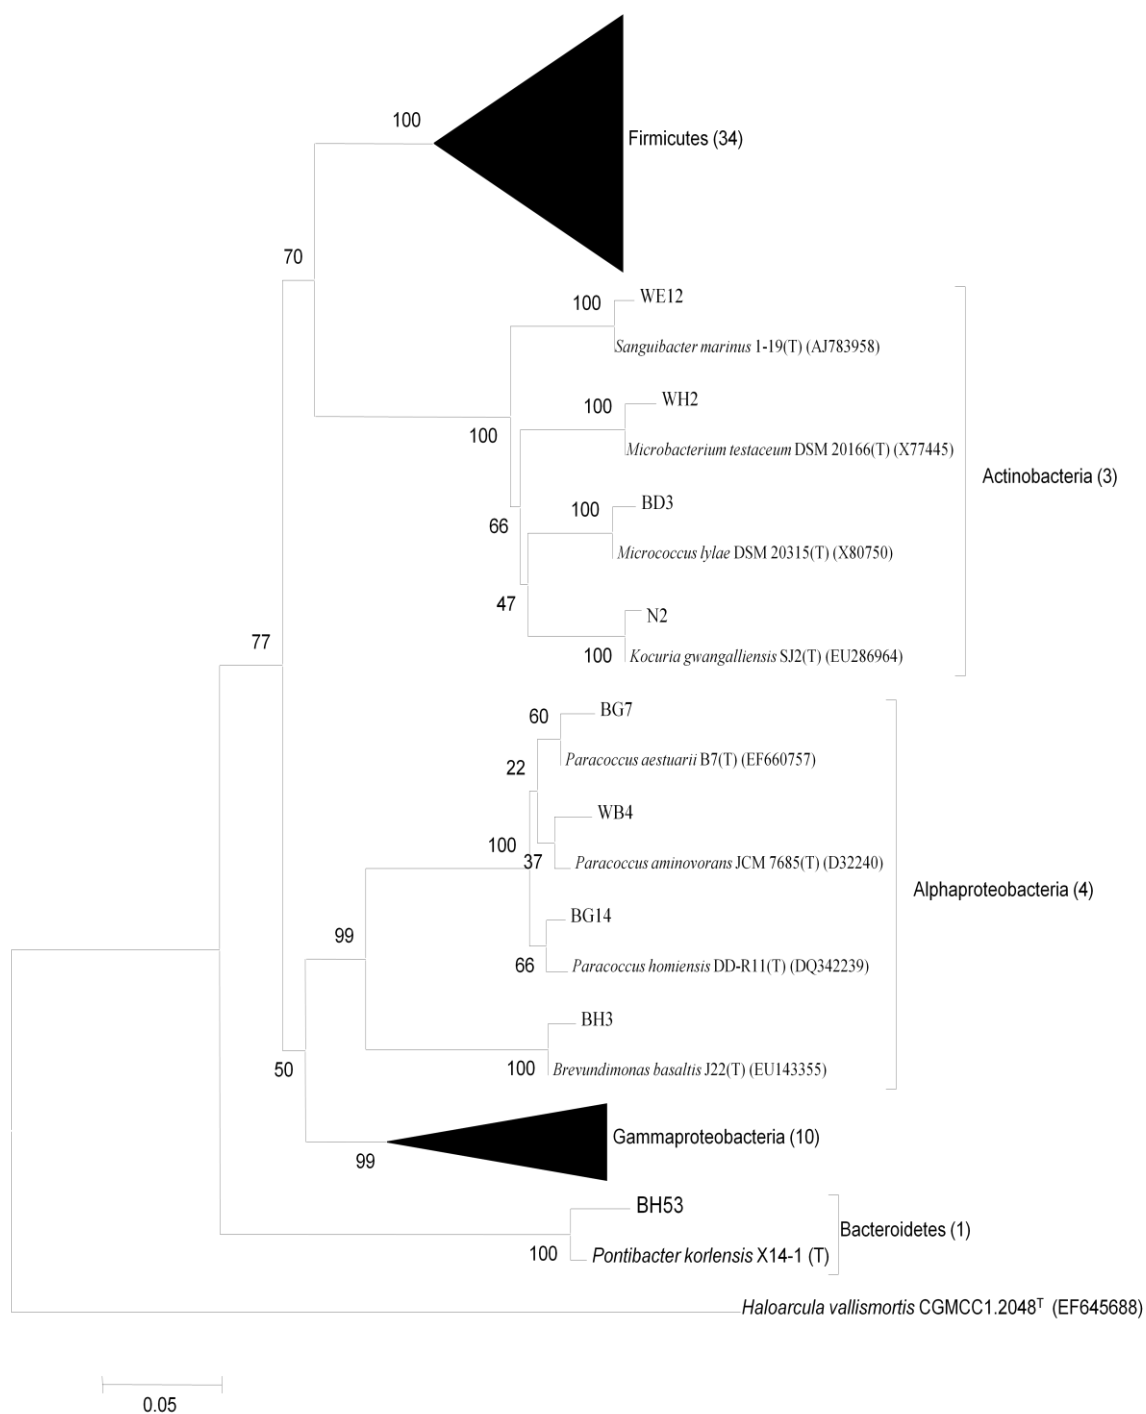 100
Firmicutes (34)
70
100
WE12
Sanguibacter marinus 1-19(T) (AJ783958)
100
WH2
100
Microbacterium testaceum DSM 20166(T) (X77445)
Actinobacteria (3)
100
BD3
66
Micrococcus lylae DSM 20315(T) (X80750)
47
N2
77
100
Kocuria gwangalliensis SJ2(T) (EU286964)
60
BG7
22
Paracoccus aestuarii B7(T) (EF660757)
WB4
100
37
Paracoccus aminovorans JCM 7685(T) (D32240)
Alphaproteobacteria (4)
BG14
99
66
Paracoccus homiensis DD-R11(T) (DQ342239)
BH3
50
100
Brevundimonas basaltis J22(T) (EU143355)
Gammaproteobacteria (10)
99
BH53
Bacteroidetes (1)
100
Pontibacter korlensis X14-1 (T)
Haloarcula vallismortis CGMCC1.2048ᵀ (EF645688)
0.05